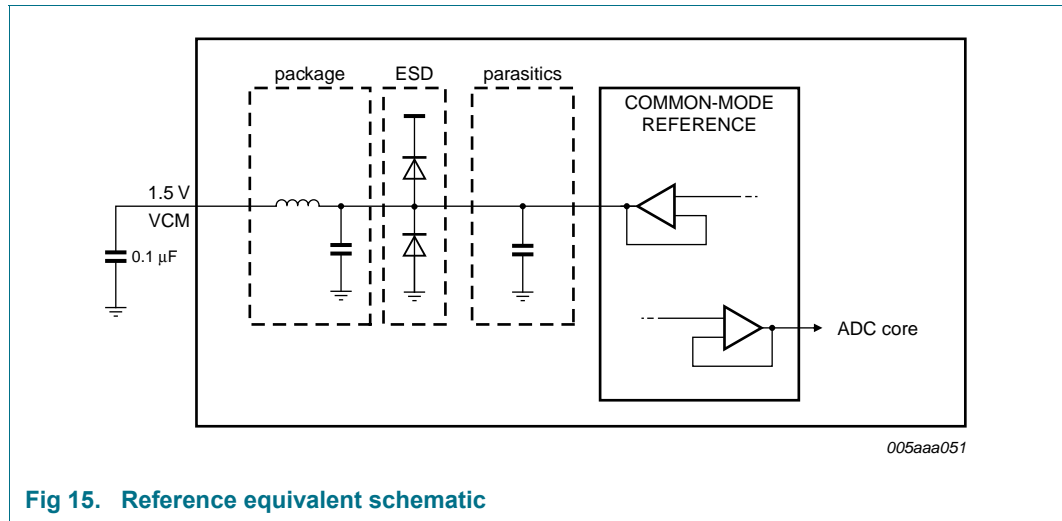 package
ESD
parasitics
COMMON-MODE
REFERENCE
1.5 V
VCM
0.1 μF
ADC core
005aaa051
Fig 15. Reference equivalent schematic